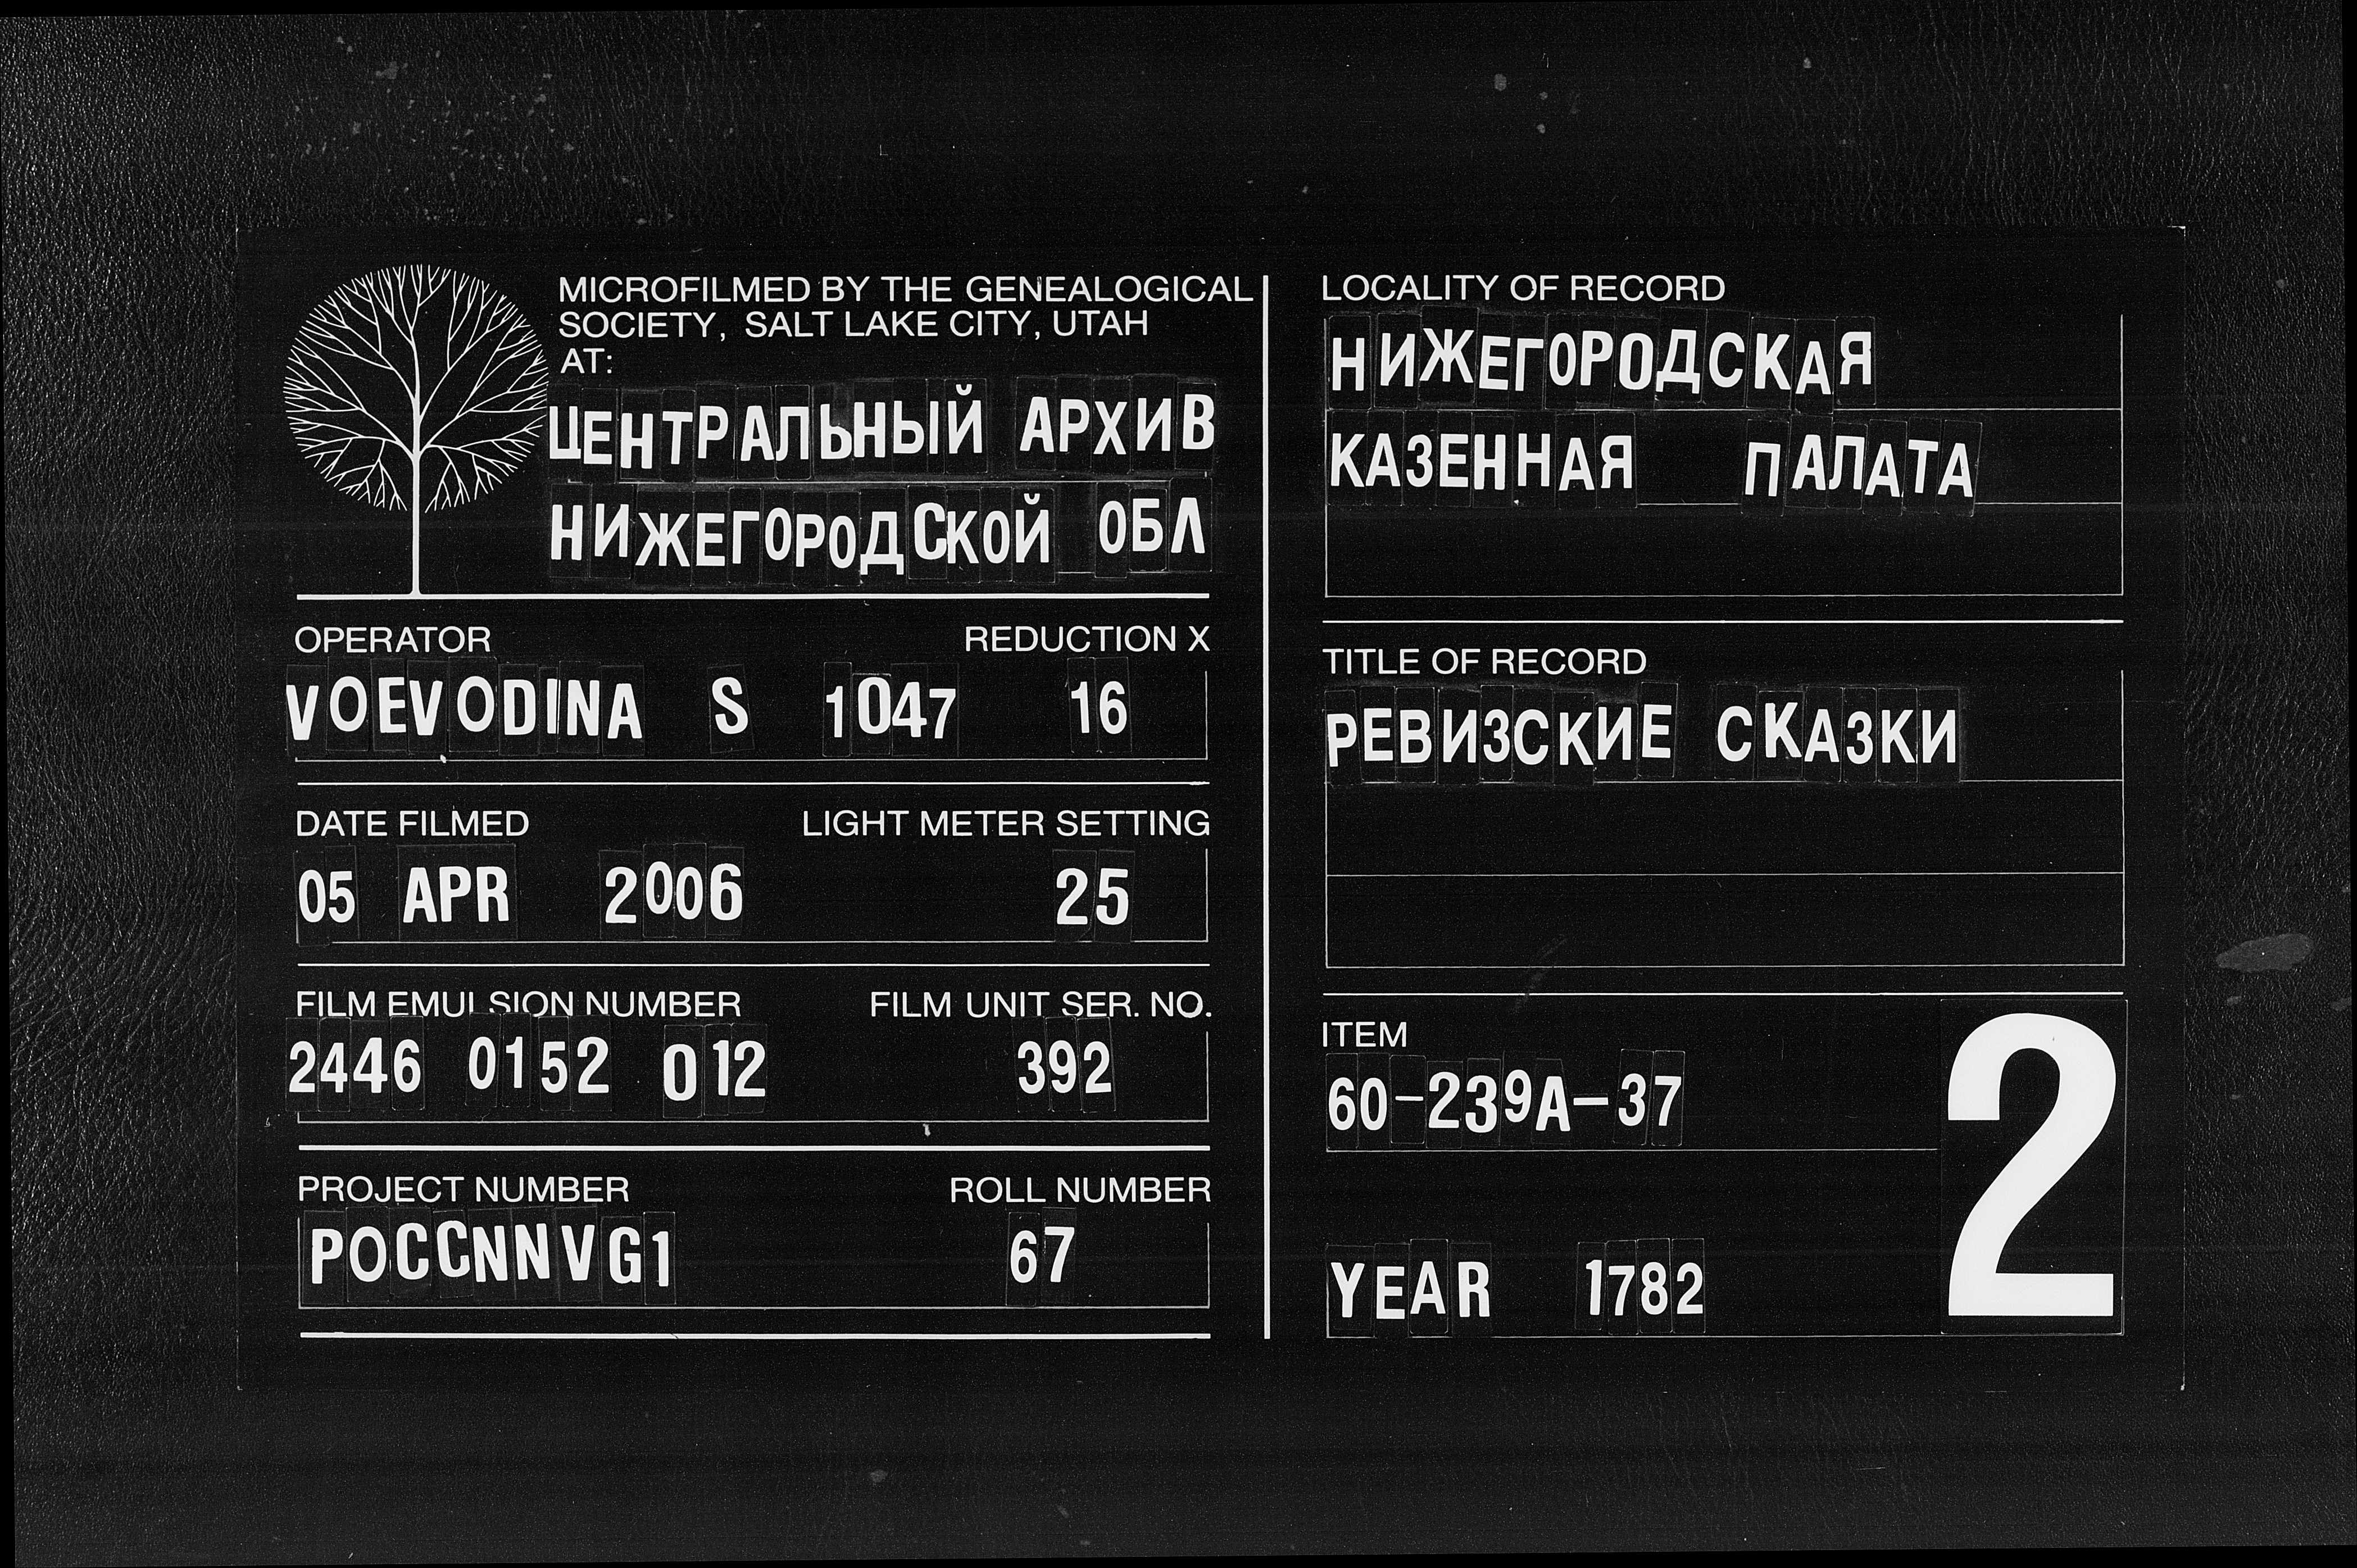 MICROFILMED BY THE GENEALOGICAL
SOCIETY, SALT LAKE CITY, UTAH
AT:
ЦЕНТРАЛЬНЫЙ АРХИВ
НИЖЕГОРОДСКОЙ ОБЛ
OPERATOR REDUCTION X
VOEVODINA S 1047 16
DATE FILMED LIGHT METER SETTING
05 APR 2006 25
FILM EMULSION NUMBER FILM UNIT SER. NO.
2446 0152 012 392
PROJECT NUMBER ROLL NUMBER
POCCNNVG1 67
LOCALITY OF RECORD
НИЖЕГОРОДСКАЯ
КАЗЕННАЯ ПАЛАТА
TITLE OF RECORD
РЕВИЗСКИЕ СКАЗКИ
ITEM
60-239А-37
2
YEAR 1782